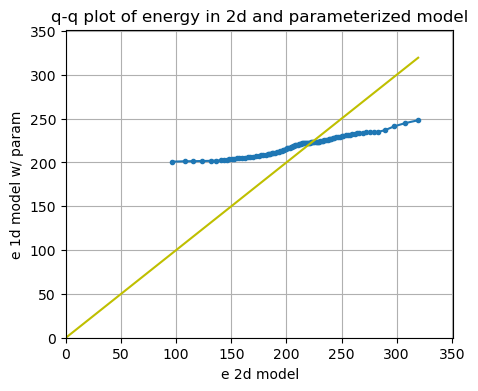 q-q plot of energy in 2d and parameterized model
e 1d model w/ param
350
300
250
200
150
100
50
0
0 50 100 150 200 250 300 350
e 2d model